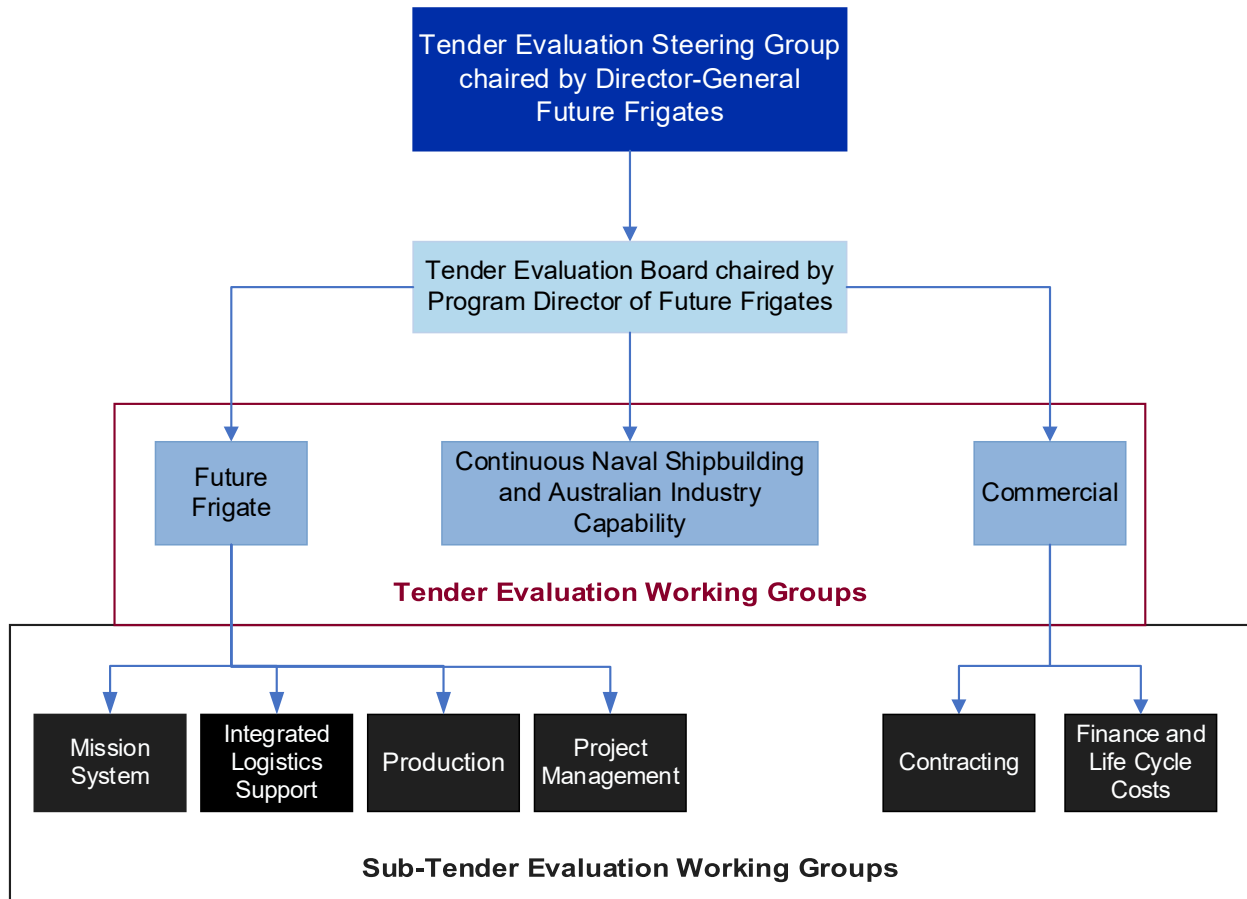 Tender Evaluation Steering Group
chaired by Director-General
Future Frigates
Tender Evaluation Board chaired by
Program Director of Future Frigates
Future
Frigate
Continuous Naval Shipbuilding
and Australian Industry
Capability
Commercial
Tender Evaluation Working Groups
Mission
System
Integrated
Logistics
Support
Production
Project
Management
Contracting
Finance and
Life Cycle
Costs
Sub-Tender Evaluation Working Groups